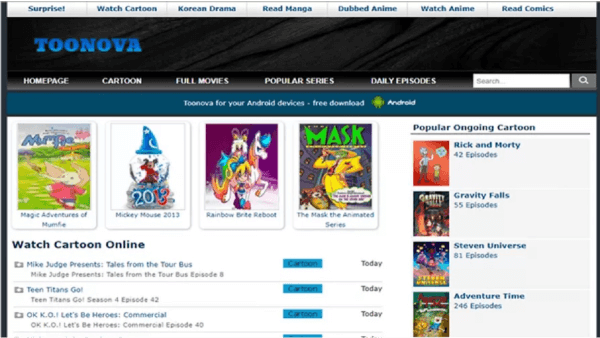 Surprise! Watch Cartoon Korean Drama Read Manga Dubbed Anime Watch Anime Read Comics
TOONOVA
HOMEPAGE CARTOON FULL MOVIES POPULAR SERIES DAILY EPISODES Search...
Toonova for your Android devices - free download Android
Mumfie
2013
THE MASK
Magic Adventures of
Mumfie
Mickey Mouse 2013
Rainbow Brite Reboot
The Mask the Animated
Series
Watch Cartoon Online
Mike Judge Presents: Tales from the Tour Bus Cartoon Today
Mike Judge Presents: Tales from the Tour Bus Episode 8
Teen Titans Go! Cartoon Today
Teen Titans Go! Season 4 Episode 42
OK K.O.! Let's Be Heroes: Commercial Cartoon Today
OK K.O.! Let's Be Heroes: Commercial Episode 40
Popular Ongoing Cartoon
Rick and Morty
42 Episodes
GRAVITY FALLS
Gravity Falls
55 Episodes
Steven Universe
81 Episodes
Adventure Time
246 Episodes